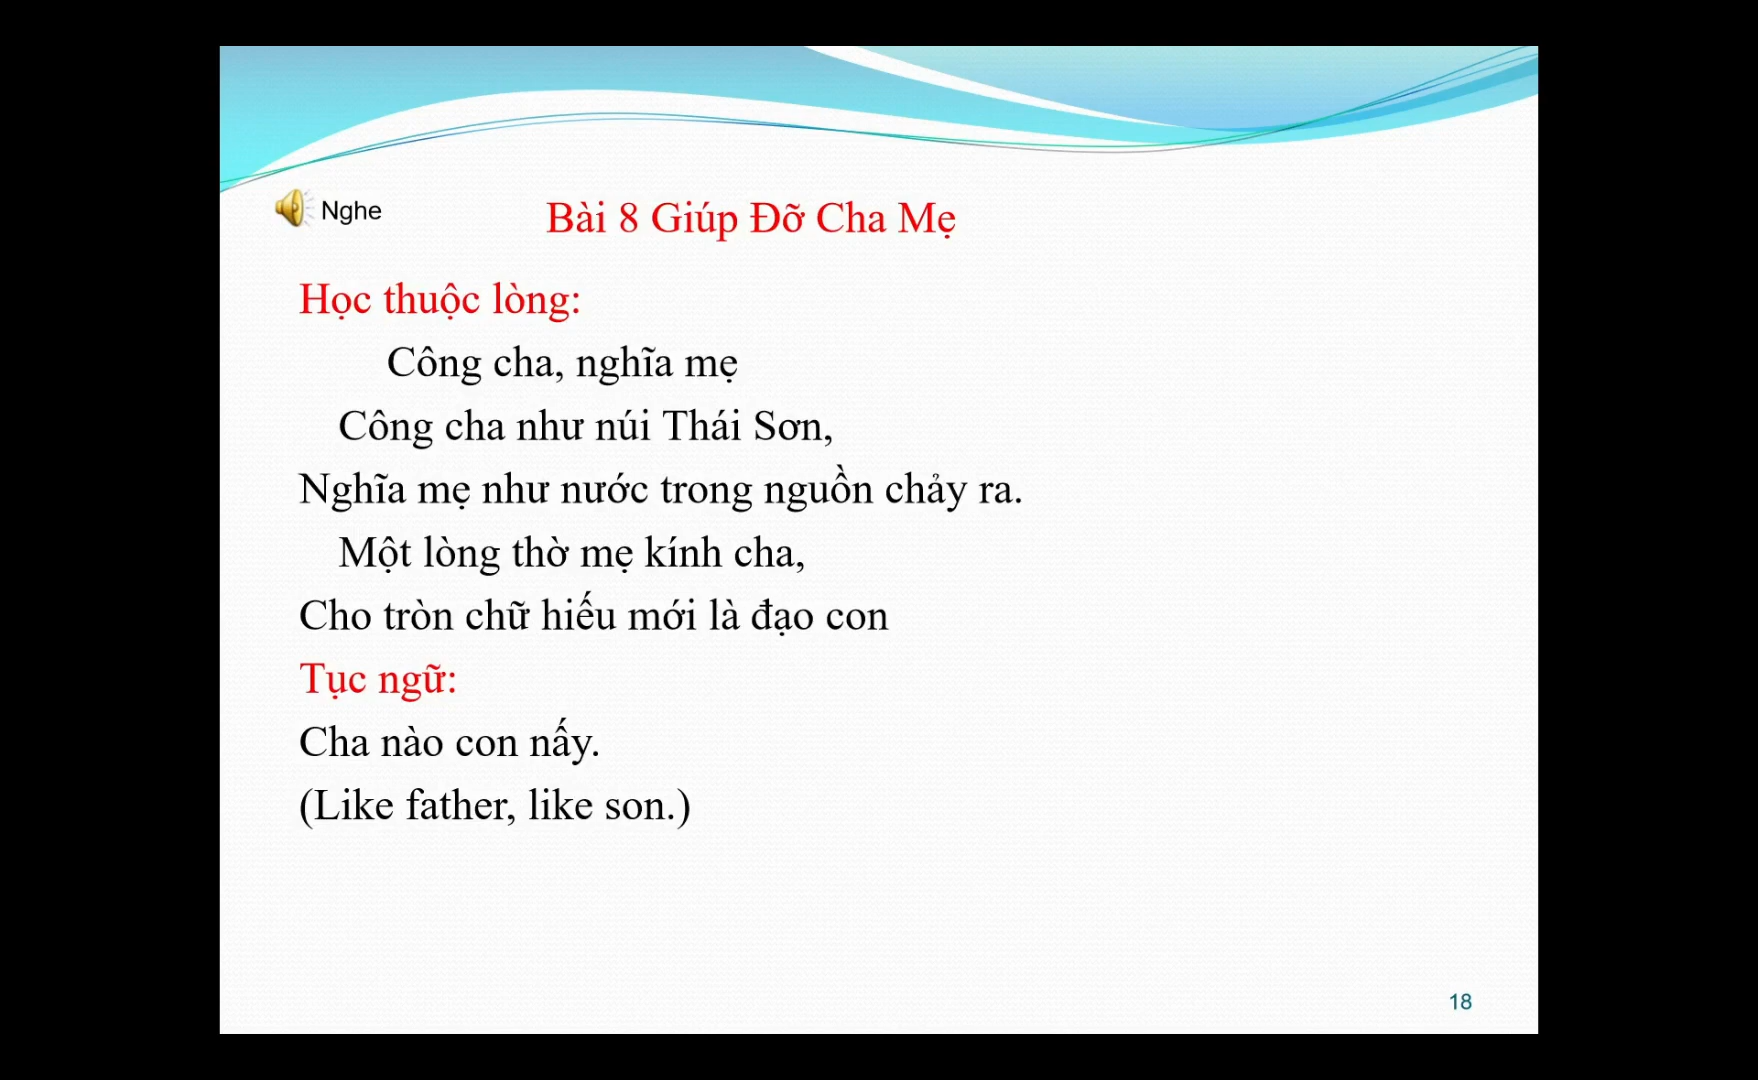 Nghe
Bài 8 Giúp Đỡ Cha Mẹ
Học thuộc lòng:
Công cha, nghĩa mẹ
Công cha như núi Thái Sơn,
Nghĩa mẹ như nước trong nguồn chảy ra.
Một lòng thờ mẹ kính cha,
Cho tròn chữ hiếu mới là đạo con
Tục ngữ:
Cha nào con nấy.
(Like father, like son.)
18